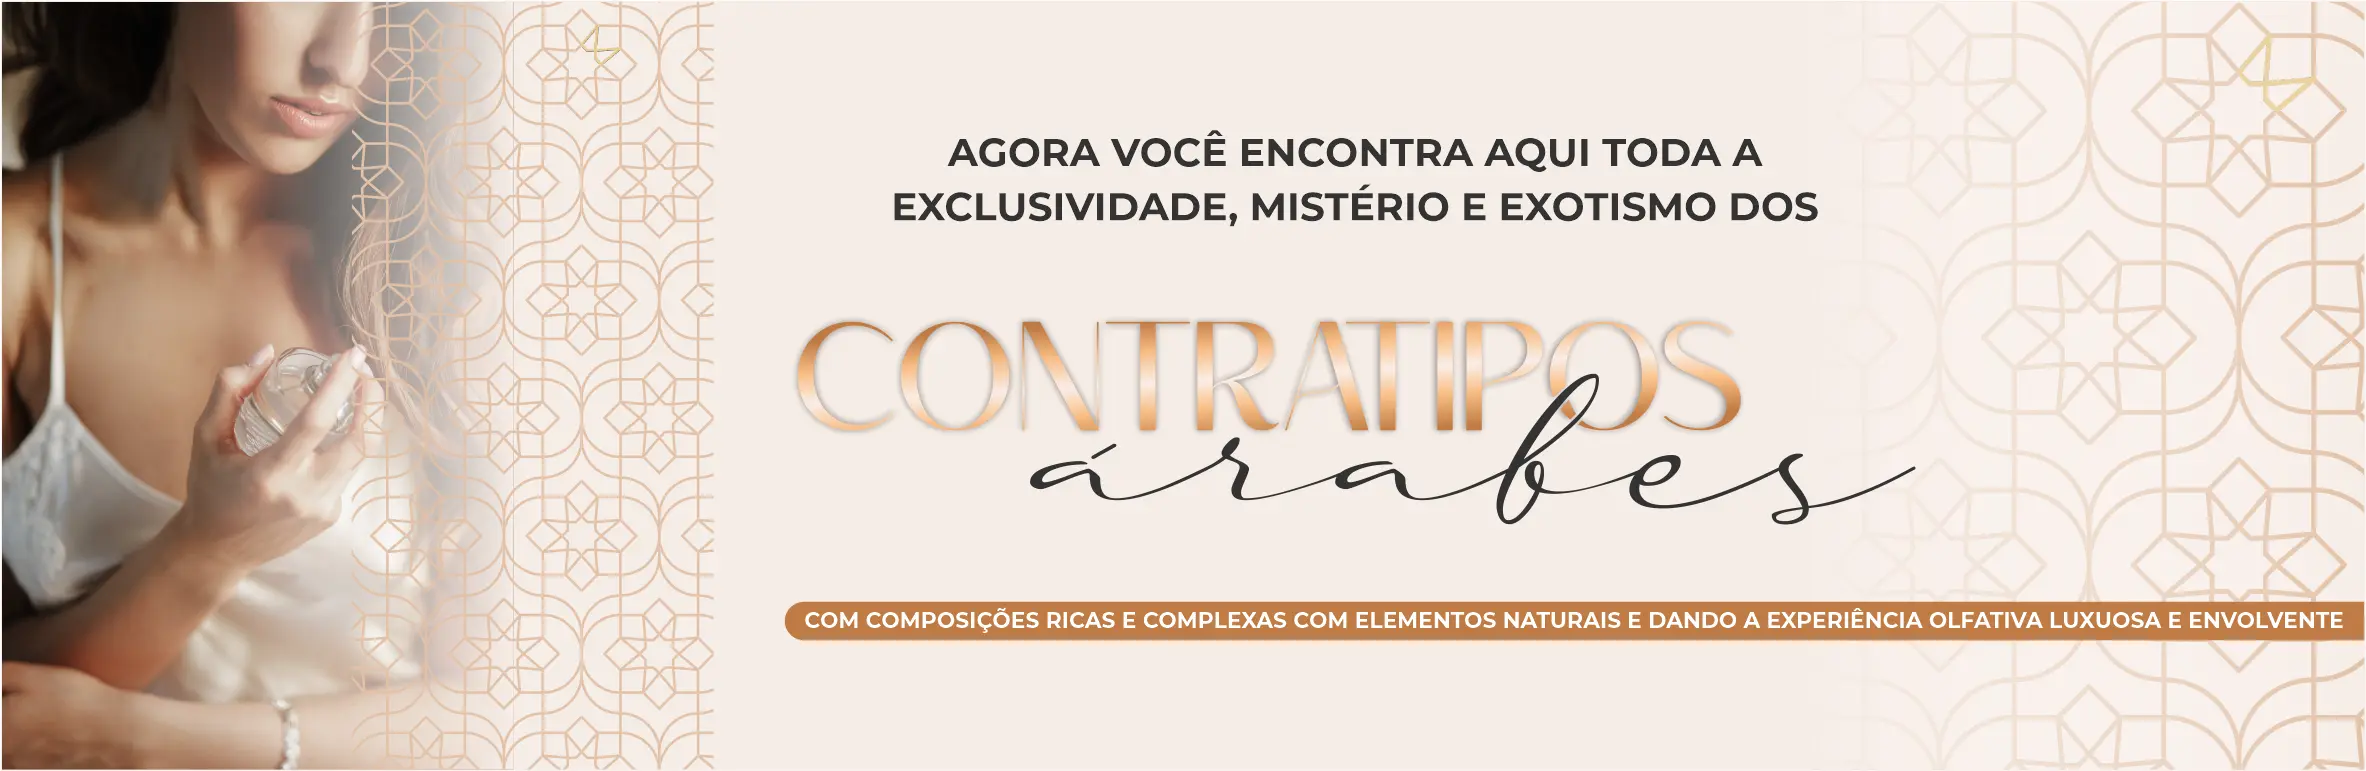 AGORA VOCÊ ENCONTRA AQUI TODA A
EXCLUSIVIDADE, MISTÉRIO E EXOTISMO DOS
CONTRATIPOS
árabes
COM COMPOSIÇÕES RICAS E COMPLEXAS COM ELEMENTOS NATURAIS E DANDO A EXPERIÊNCIA OLFATIVA LUXUOSA E ENVOLVENTE